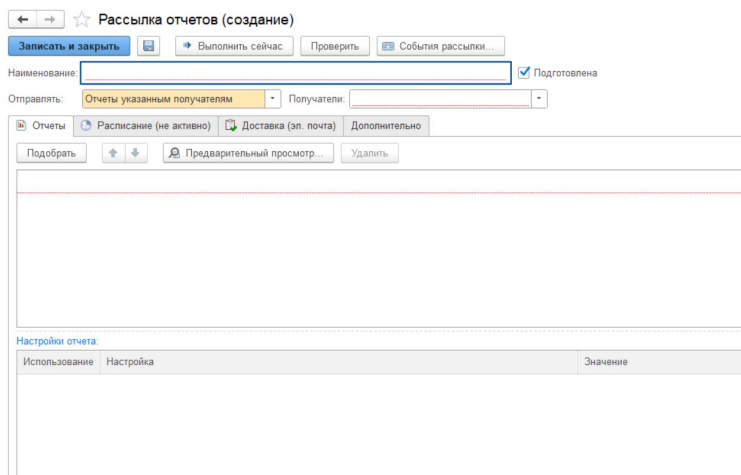 Рассылка отчетов (создание)
Записать и закрыть Выполнить сейчас Проверить События рассылки...
Наименование: Подготовлена
Отправлять: Отчеты указанным получателям Получатели:
Отчеты Расписание (не активно) Доставка (эл. почта) Дополнительно
Подобрать Предварительный просмотр... Удалить
Настройки отчета:
Использование Настройка Значение